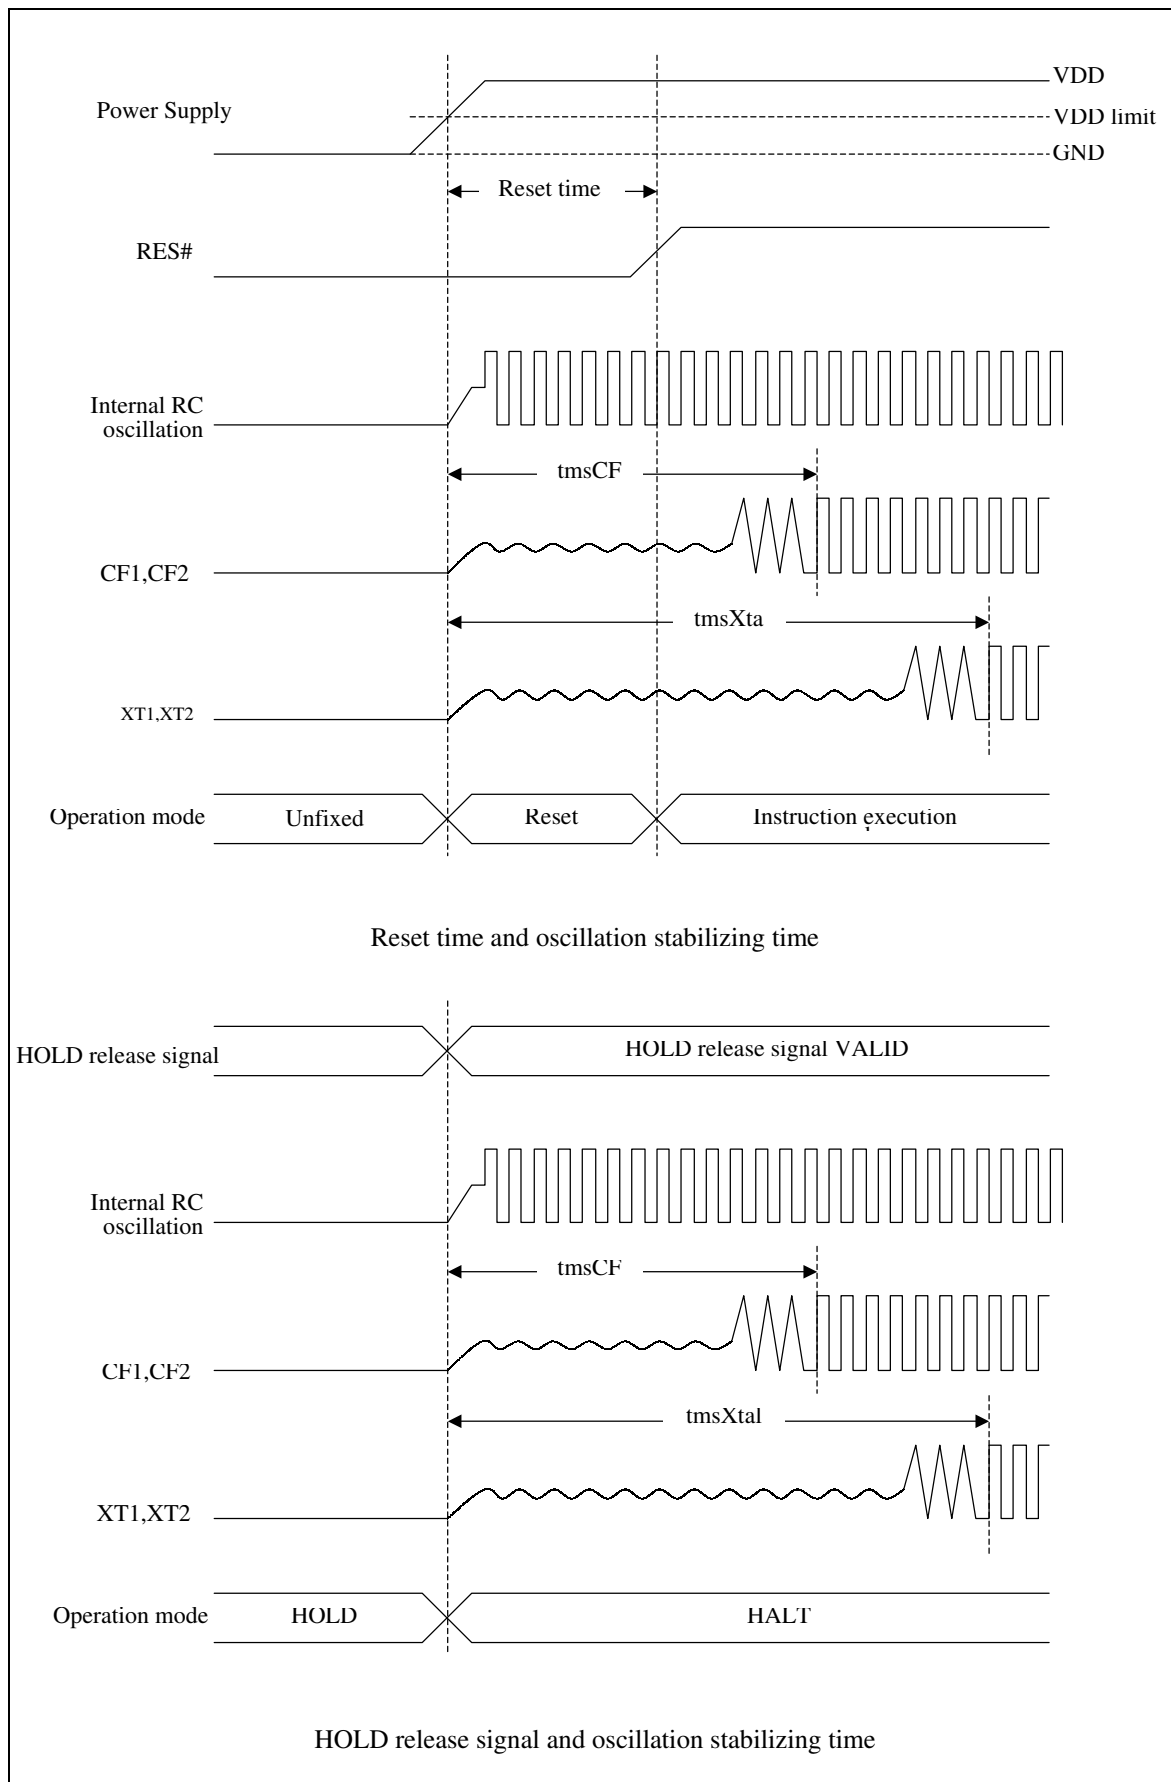 VDD
Power Supply
VDD limit
GND
Reset time
RES#
Internal RC
oscillation
tmsCF
CF1,CF2
tmsXta
XT1,XT2
Operation mode
Unfixed
Reset
Instruction execution
Reset time and oscillation stabilizing time
HOLD release signal
HOLD release signal VALID
Internal RC
oscillation
tmsCF
CF1,CF2
tmsXtal
XT1,XT2
Operation mode
HOLD
HALT
HOLD release signal and oscillation stabilizing time